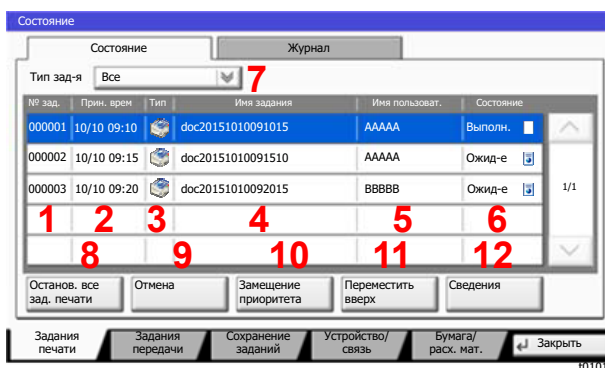 Состояние
Состояние Журнал
Тип зад-я Все 7
№ зад. Прин. врем Тип Имя задания Имя пользоват. Состояние
000001 10/10 09:10 doc20151010091015 AAAAA Выполн.
000002 10/10 09:15 doc20151010091510 AAAAA Ожид-е
000003 10/10 09:20 doc20151010092015 BBBBB Ожид-е 1/1
1 2 3 4 5 6
8 9 10 11 12
Останов. все Отмена Замещение Переместить Сведения
зад. печати приоритета вверх
Задания Задания Сохранение Устройство/ Бумага/
печати передачи заданий связь расх. мат. Закрыть